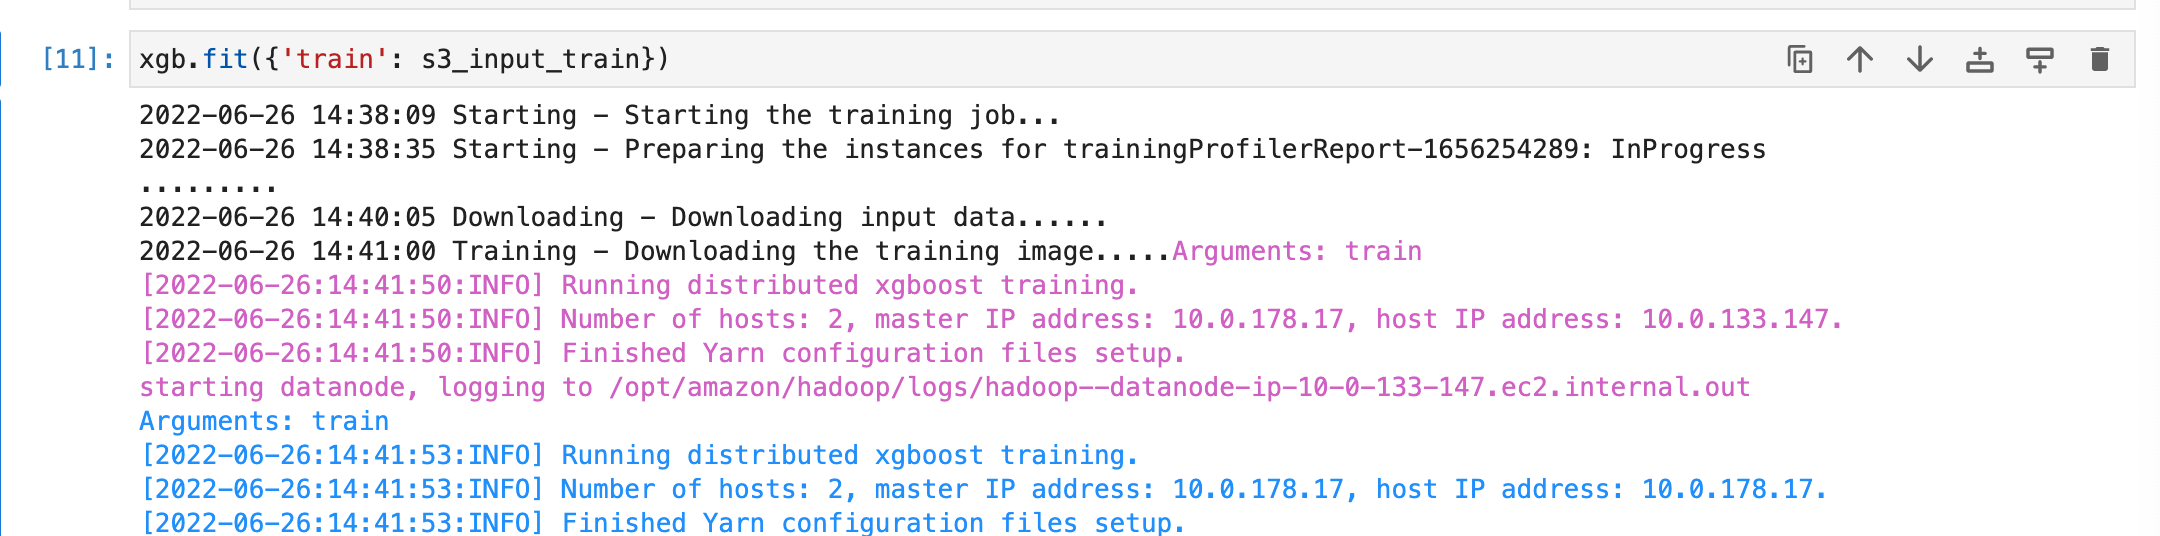 [11]: xgb.fit({'train': s3_input_train})
2022-06-26 14:38:09 Starting - Starting the training job...
2022-06-26 14:38:35 Starting - Preparing the instances for trainingProfilerReport-1656254289: InProgress
.........
2022-06-26 14:40:05 Downloading - Downloading input data......
2022-06-26 14:41:00 Training - Downloading the training image.....Arguments: train
[2022-06-26:14:41:50:INFO] Running distributed xgboost training.
[2022-06-26:14:41:50:INFO] Number of hosts: 2, master IP address: 10.0.178.17, host IP address: 10.0.133.147.
[2022-06-26:14:41:50:INFO] Finished Yarn configuration files setup.
starting datanode, logging to /opt/amazon/hadoop/logs/hadoop--datanode-ip-10-0-133-147.ec2.internal.out
Arguments: train
[2022-06-26:14:41:53:INFO] Running distributed xgboost training.
[2022-06-26:14:41:53:INFO] Number of hosts: 2, master IP address: 10.0.178.17, host IP address: 10.0.178.17.
[2022-06-26:14:41:53:INFO] Finished Yarn configuration files setup.